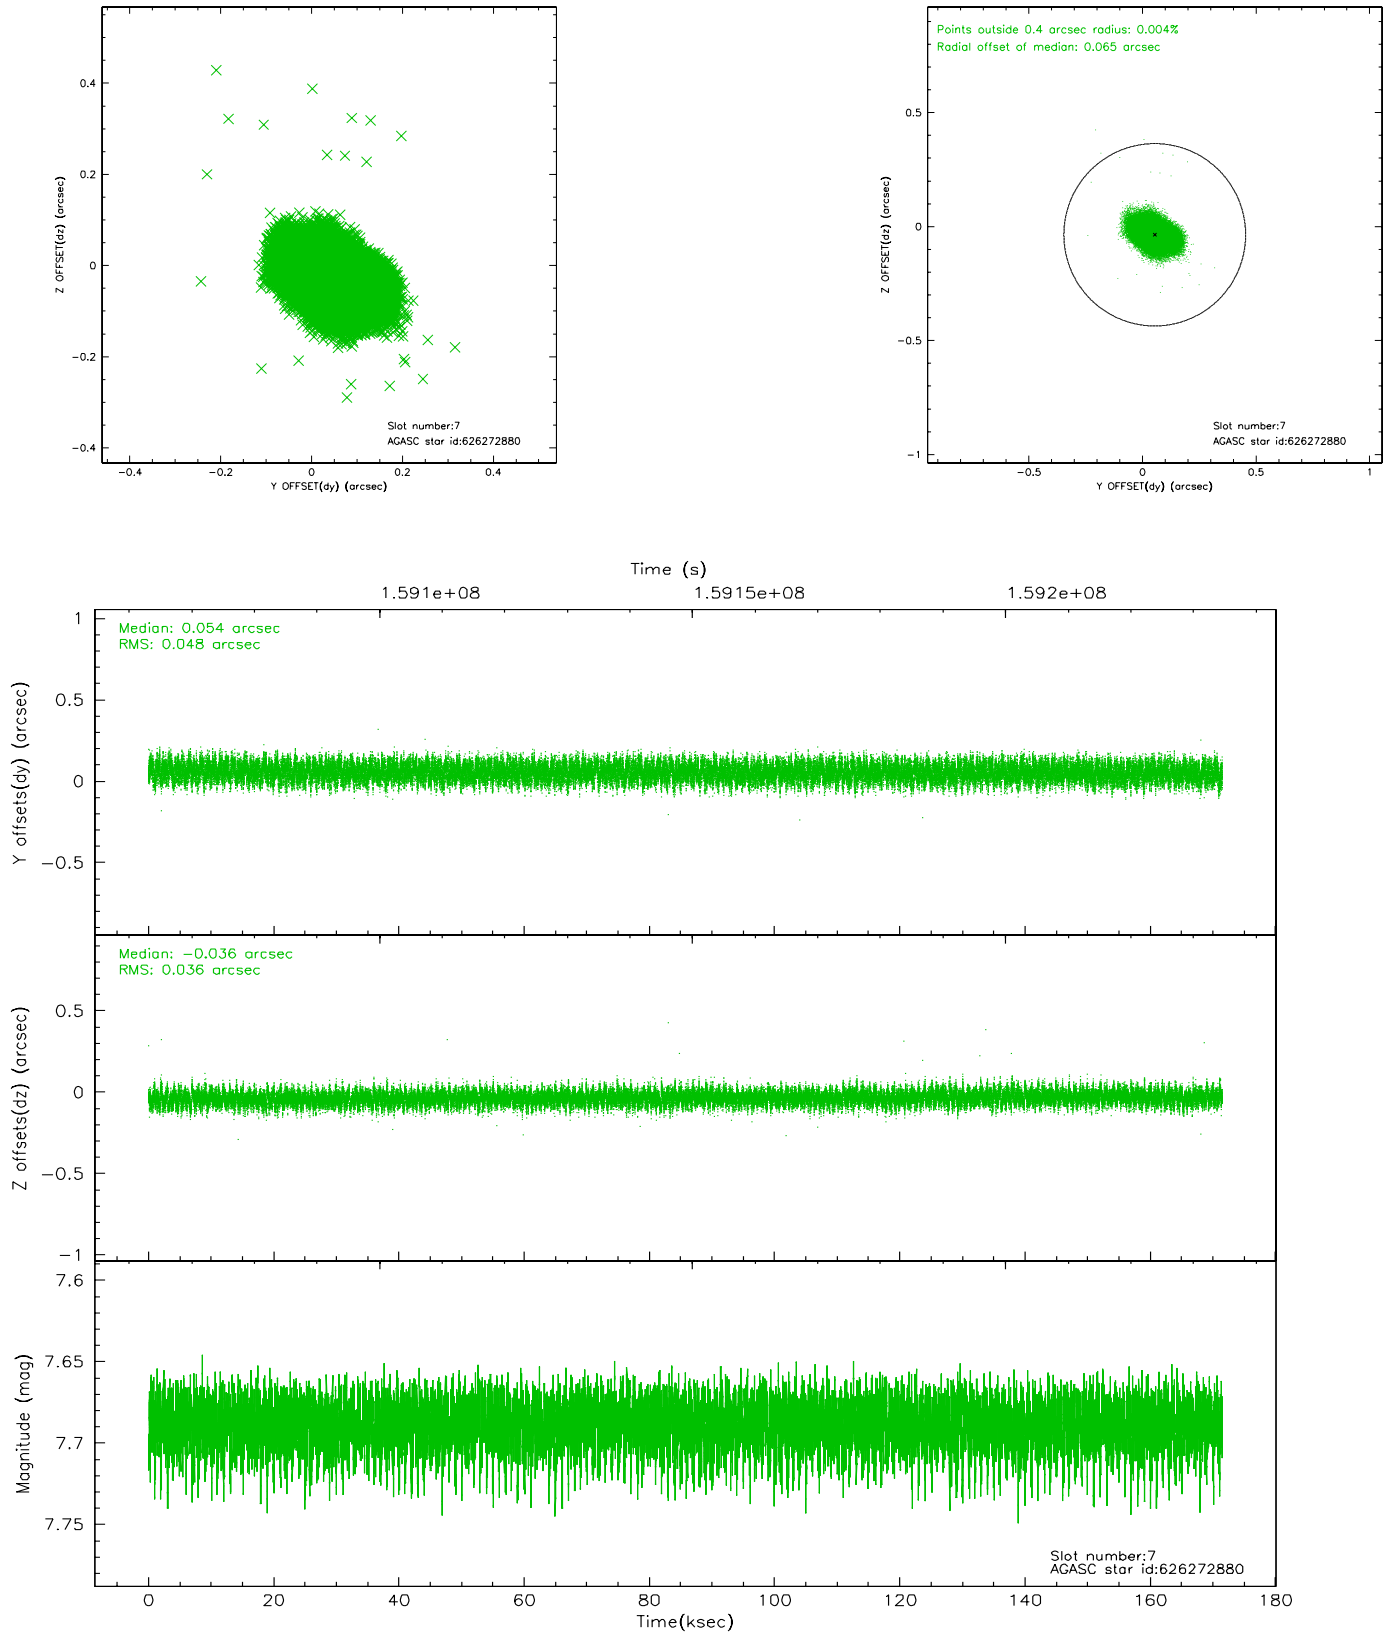 0.4
0.2
0
−0.2
−0.4
Z OFFSET(dz) (arcsec)
Slot number:7
AGASC star id:626272880
−0.4 −0.2 0 0.2 0.4
Y OFFSET(dy) (arcsec)
Points outside 0.4 arcsec radius: 0.004%
Radial offset of median: 0.065 arcsec
0.5
0
−0.5
−1
Z OFFSET(dz) (arcsec)
Slot number:7
AGASC star id:626272880
−0.5 0 0.5 1
Y OFFSET(dy) (arcsec)
Time (s)
1.591e+08 1.5915e+08 1.592e+08
Median: 0.054 arcsec
RMS: 0.048 arcsec
1
0.5
0
−0.5
Y offsets(dy) (arcsec)
Median: −0.036 arcsec
RMS: 0.036 arcsec
0.5
0
−0.5
−1
Z offsets(dz) (arcsec)
7.6
7.65
7.7
7.75
Magnitude (mag)
Slot number:7
AGASC star id:626272880
0 20 40 60 80 100 120 140 160 180
Time(ksec)